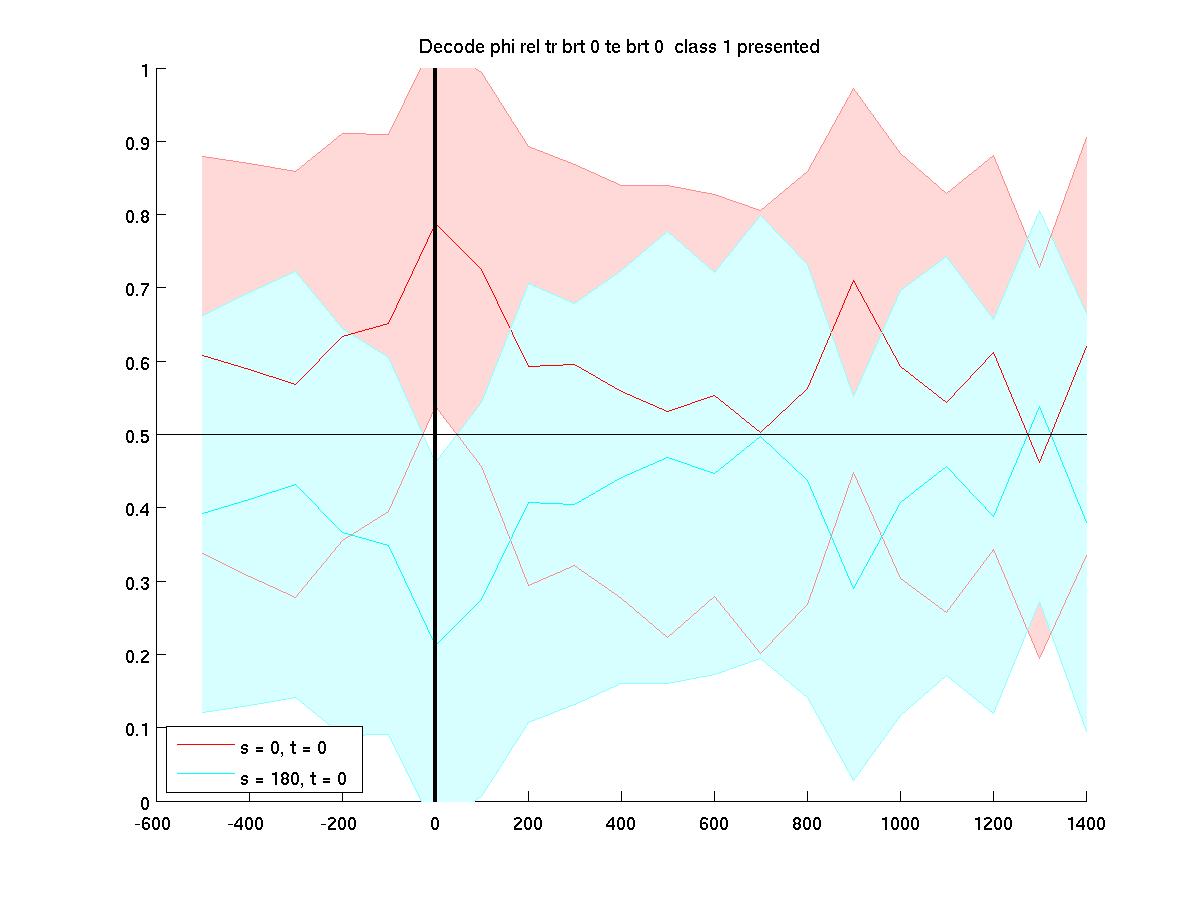 Decode phi rel tr brt 0 te brt 0  class 1 presented
1
0.9
0.8
0.7
0.6
0.5
0.4
0.3
0.2
0.1
0
s = 0, t = 0
s = 180, t = 0
-600 -400 -200 0 200 400 600 800 1000 1200 1400